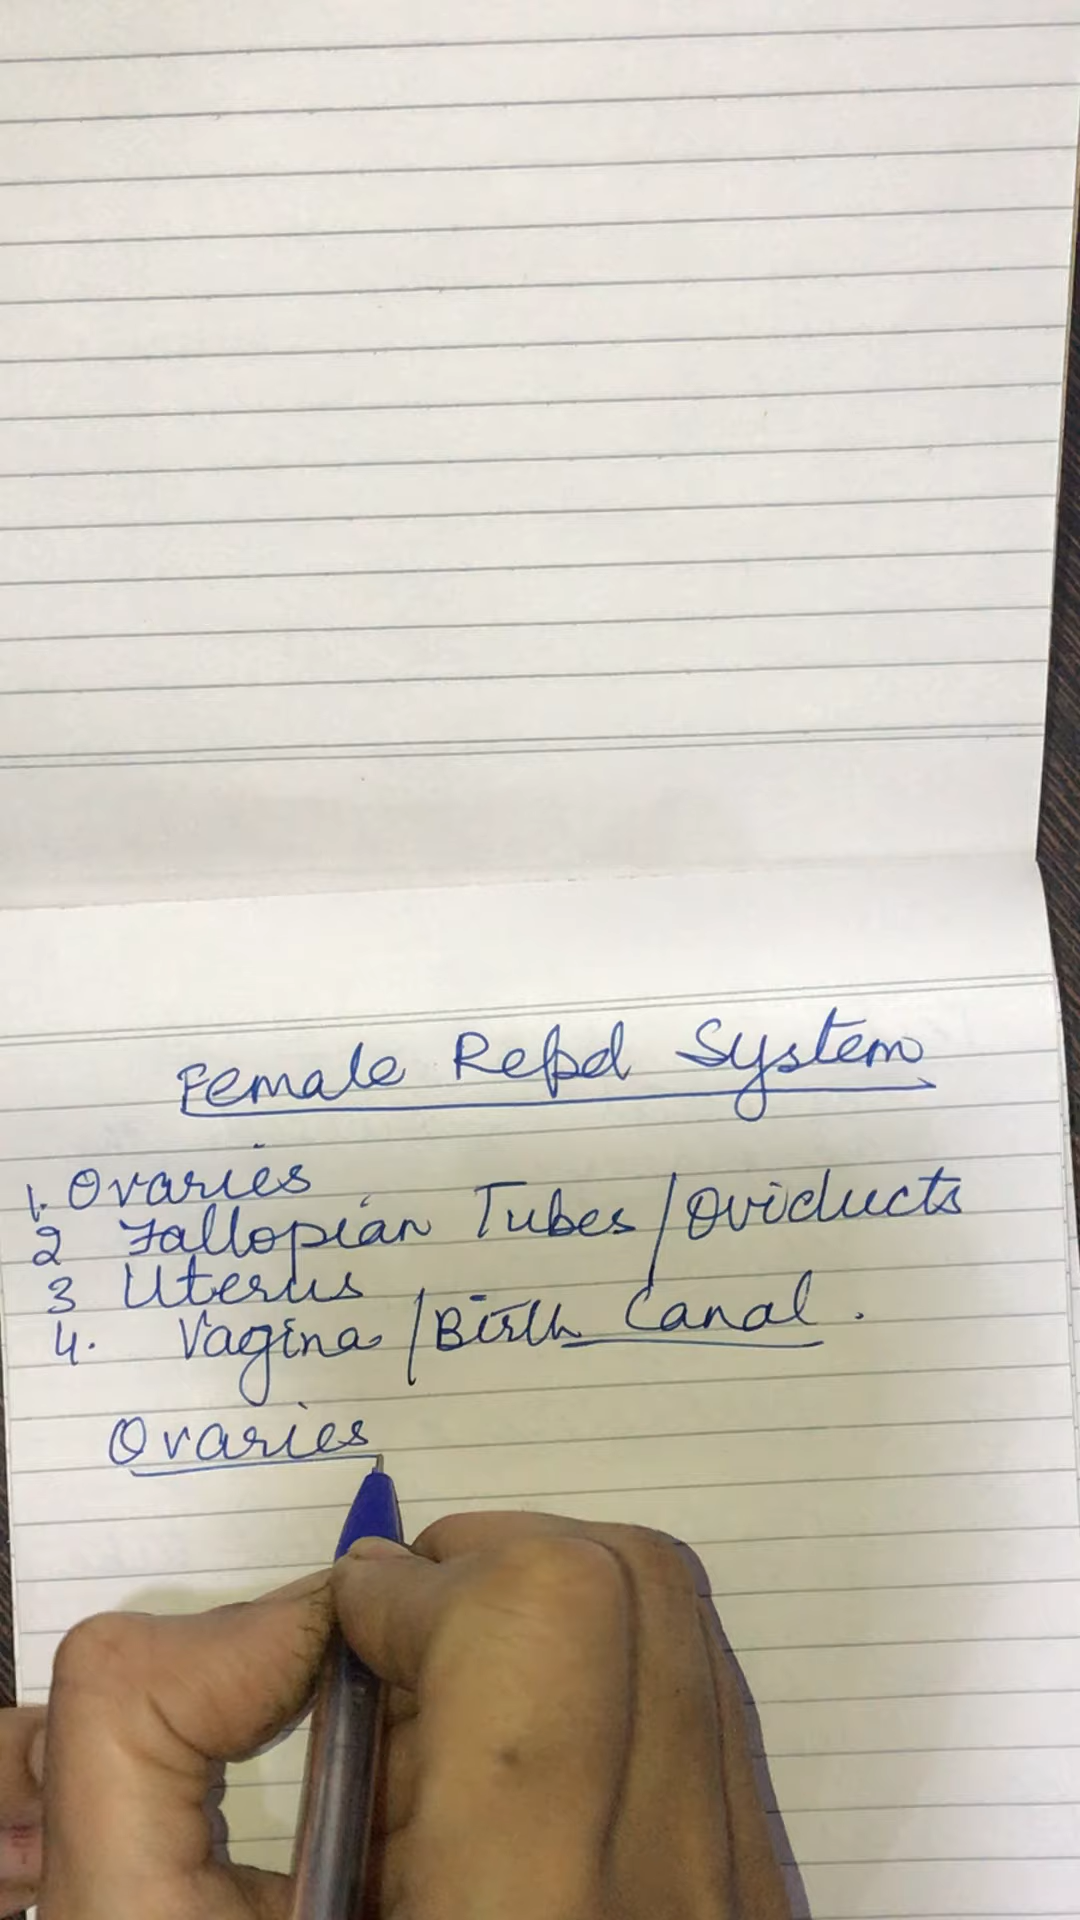 Female Repd System
1. Ovaries
2 Fallopian Tubes/Oviducts
3 Uterus
4. Vagina/Birth Canal.
Ovaries